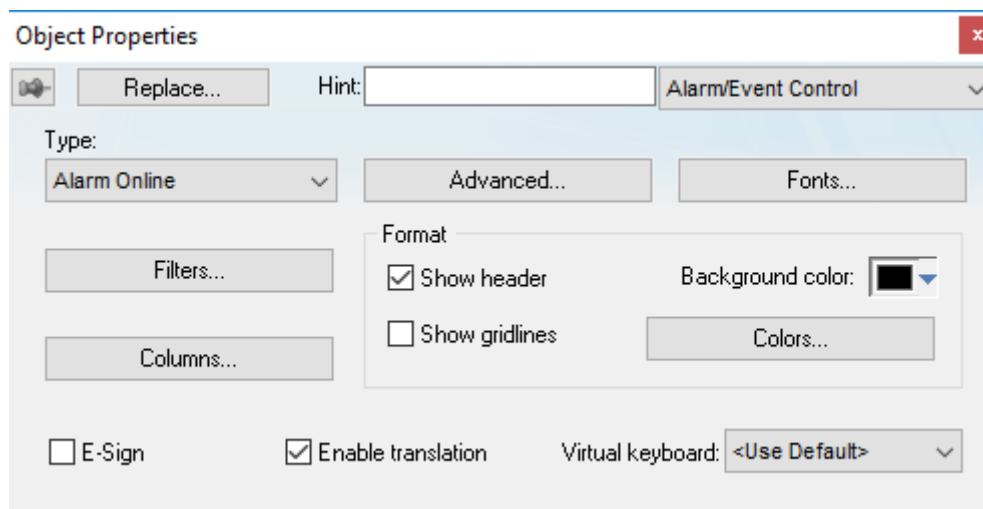 Object Properties x
Replace... Hint: Alarm/Event Control
Type:
Alarm Online Advanced... Fonts...
Format
Filters... Show header Background color:
Show gridlines Colors...
Columns...
E-Sign Enable translation Virtual keyboard: <Use Default>